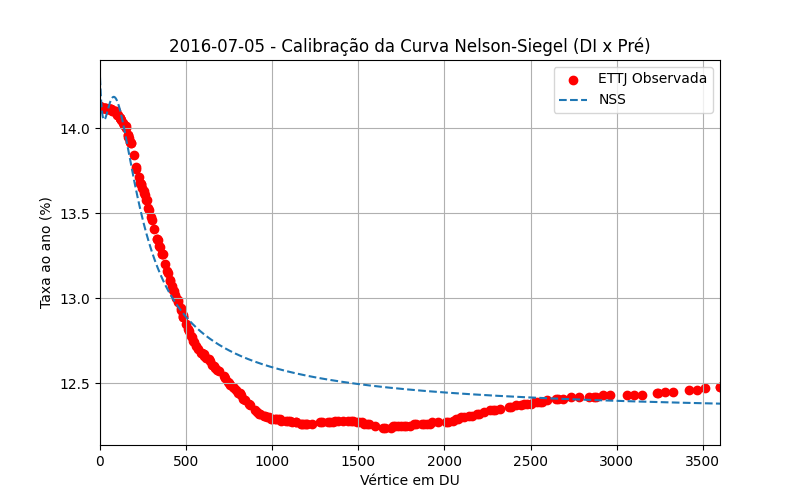 2016-07-05 - Calibração da Curva Nelson-Siegel (DI x Pré)
ETTJ Observada
NSS
Taxa ao ano (%)
14.0
13.5
13.0
12.5
0 500 1000 1500 2000 2500 3000 3500
Vértice em DU